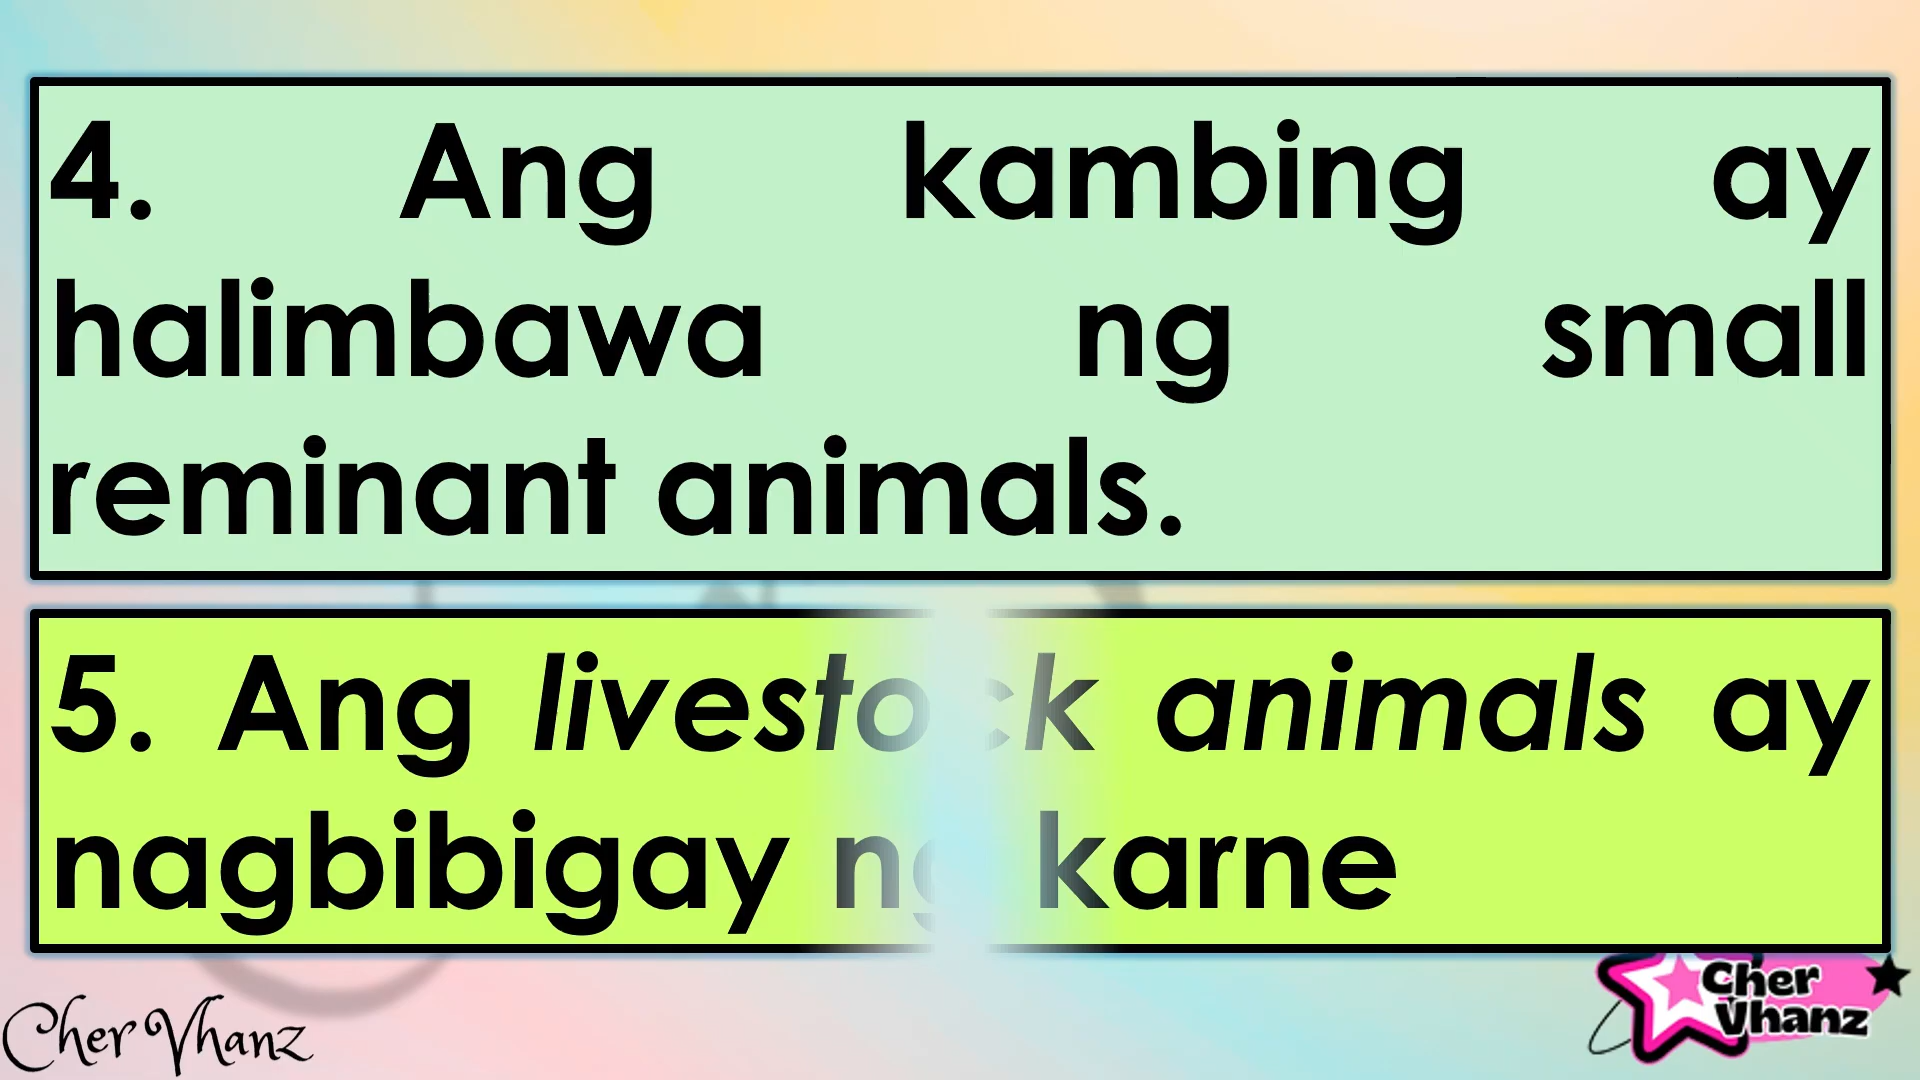 4. Ang kambing ay
halimbawa ng small
reminant animals.
5. Ang livestock animals ay
nagbibigay ng karne
Cher Vhanz
Cher
Vhanz